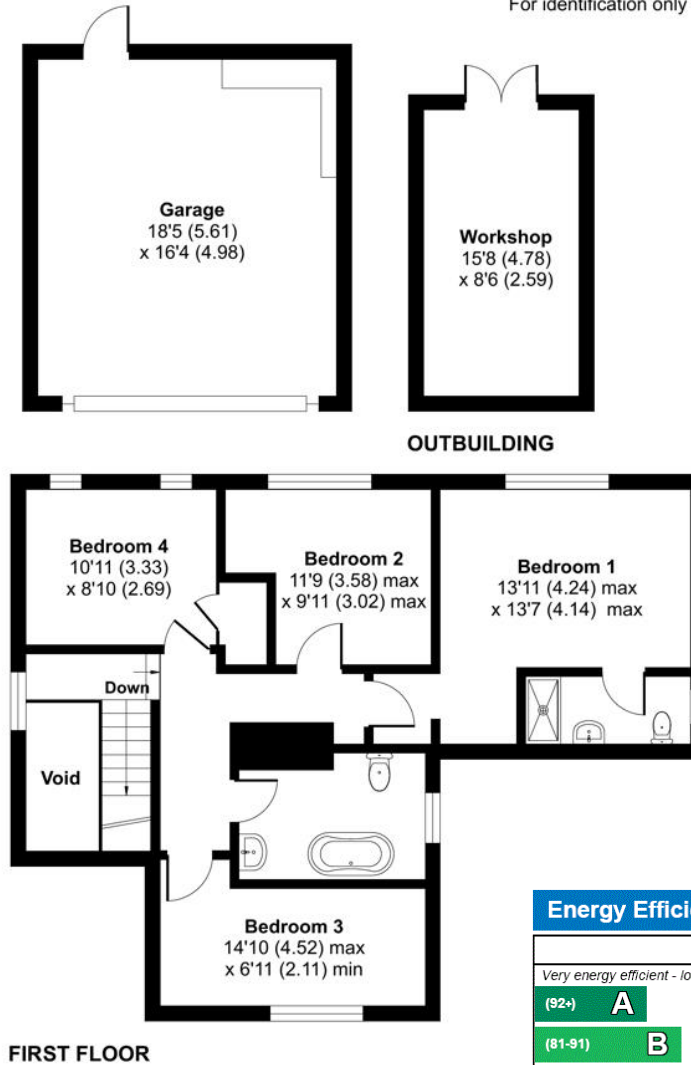 For identification only
Garage
18'5 (5.61)
x 16'4 (4.98)
Workshop
15'8 (4.78)
x 8'6 (2.59)
OUTBUILDING
Bedroom 4
10'11 (3.33)
x 8'10 (2.69)
Bedroom 2
11'9 (3.58) max
x 9'11 (3.02) max
Bedroom 1
13'11 (4.24) max
x 13'7 (4.14) max
Down
Void
Bedroom 3
14'10 (4.52) max
x 6'11 (2.11) min
FIRST FLOOR
Energy Efficie
Very energy efficient - lo
(92+) A
(81-91) B